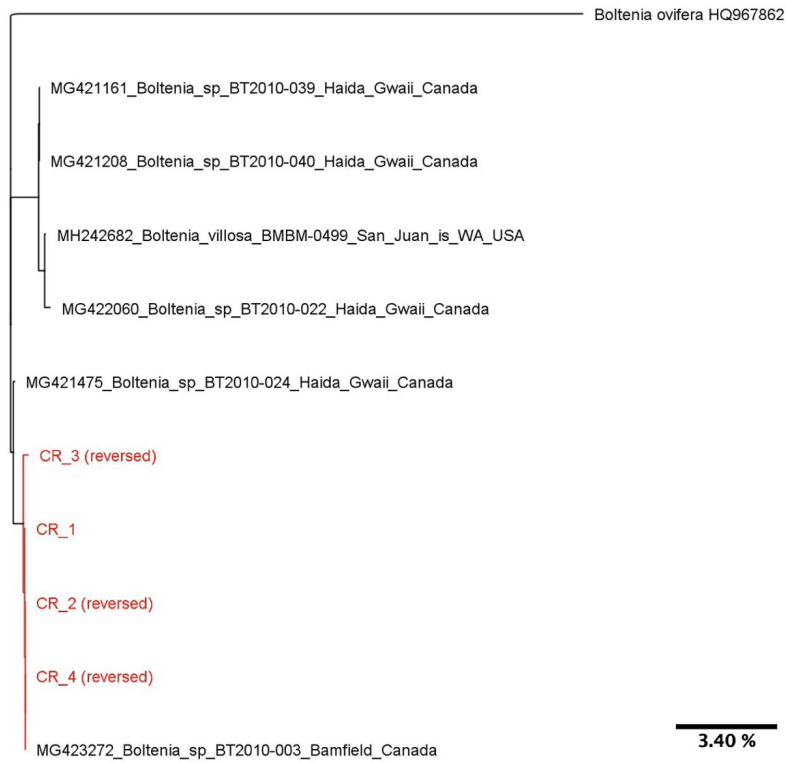 Boltenia ovifera HQ967862
MG421161_Boltenia_sp_BT2010-039_Haida_Gwaii_Canada
MG421208_Boltenia_sp_BT2010-040_Haida_Gwaii_Canada
MH242682_Boltenia_villosa_BMBM-0499_San_Juan_is_WA_USA
MG422060_Boltenia_sp_BT2010-022_Haida_Gwaii_Canada
MG421475_Boltenia_sp_BT2010-024_Haida_Gwaii_Canada
CR_3 (reversed)
CR_1
CR_2 (reversed)
CR_4 (reversed)
3.40 %
MG423272_Boltenia_sp_BT2010-003_Bamfield_Canada